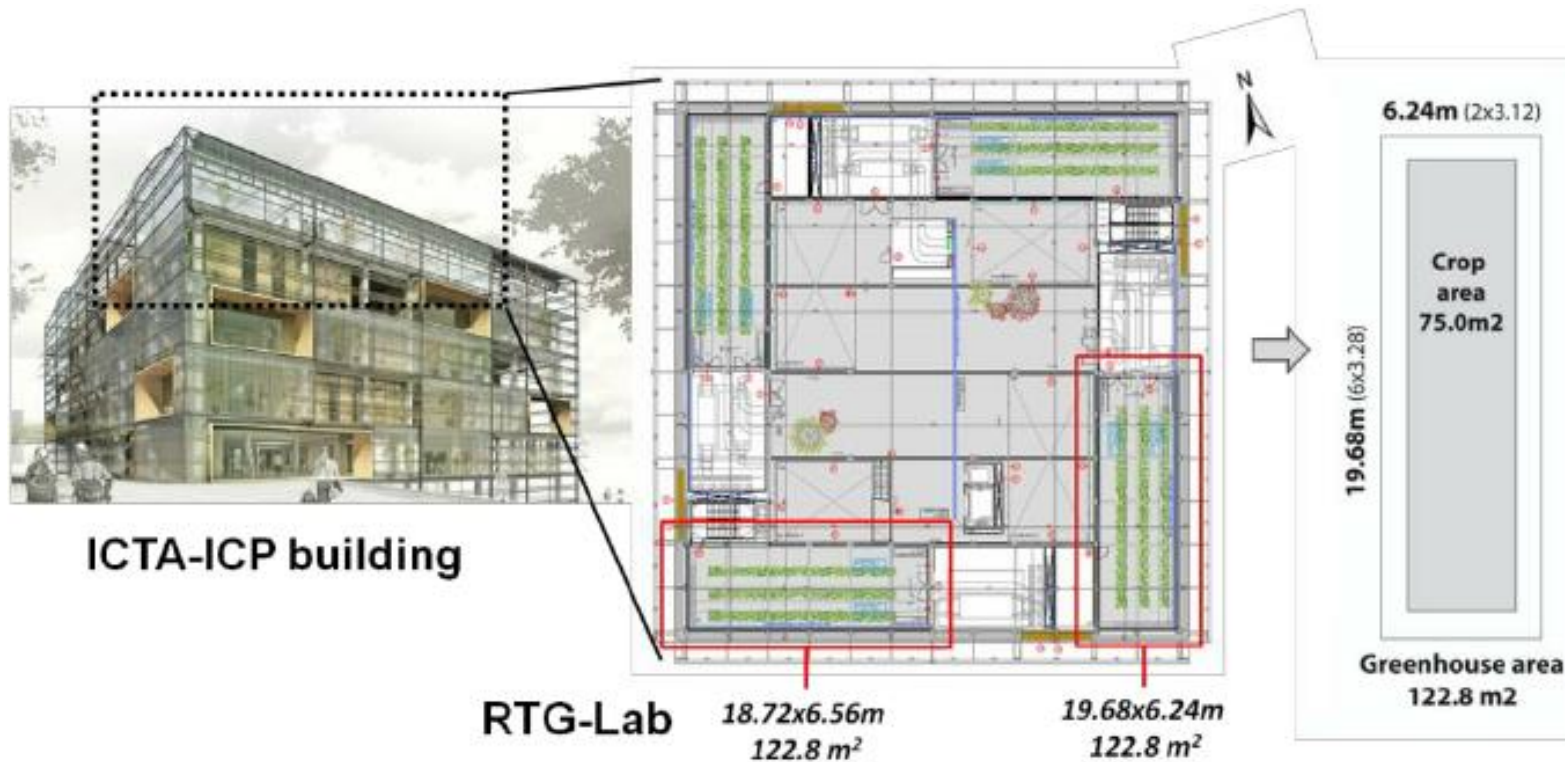 ICTA-ICP building
RTG-Lab
18.72x6.56m
122.8 m²
19.68x6.24m
122.8 m²
N
6.24m (2x3.12)
19.68m (6x3.28)
Crop
area
75.0m2
Greenhouse area
122.8 m2